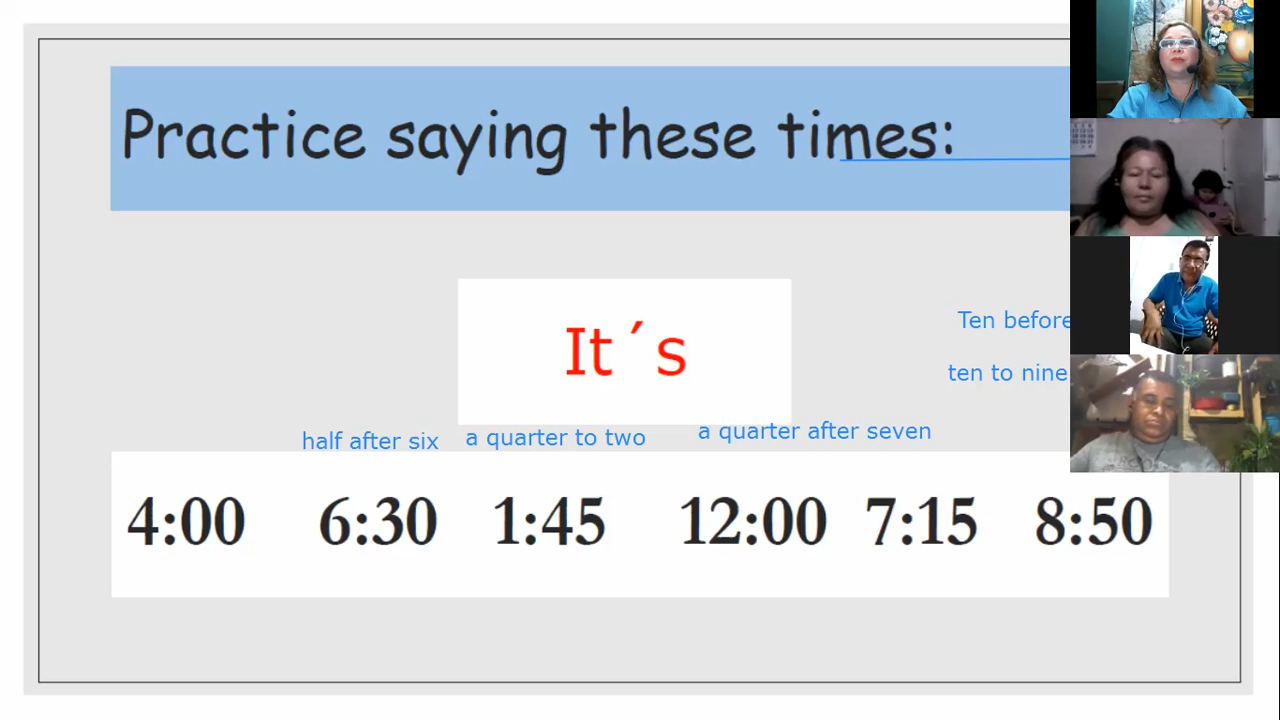 Practice saying these times:
It´s
Ten before
ten to nine
half after six a quarter to two a quarter after seven
4:00 6:30 1:45 12:00 7:15 8:50